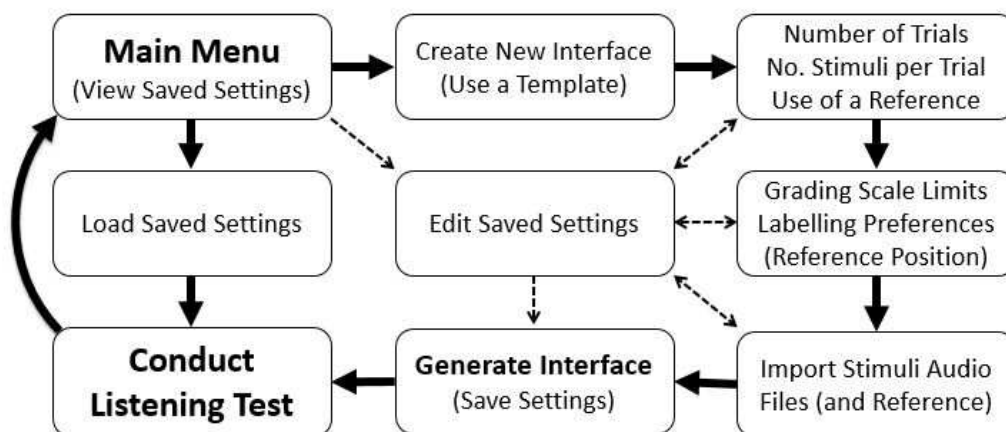 Main Menu
(View Saved Settings)
Create New Interface
(Use a Template)
Number of Trials
No. Stimuli per Trial
Use of a Reference
Load Saved Settings
Edit Saved Settings
Grading Scale Limits
Labelling Preferences
(Reference Position)
Conduct
Listening Test
Generate Interface
(Save Settings)
Import Stimuli Audio
Files (and Reference)